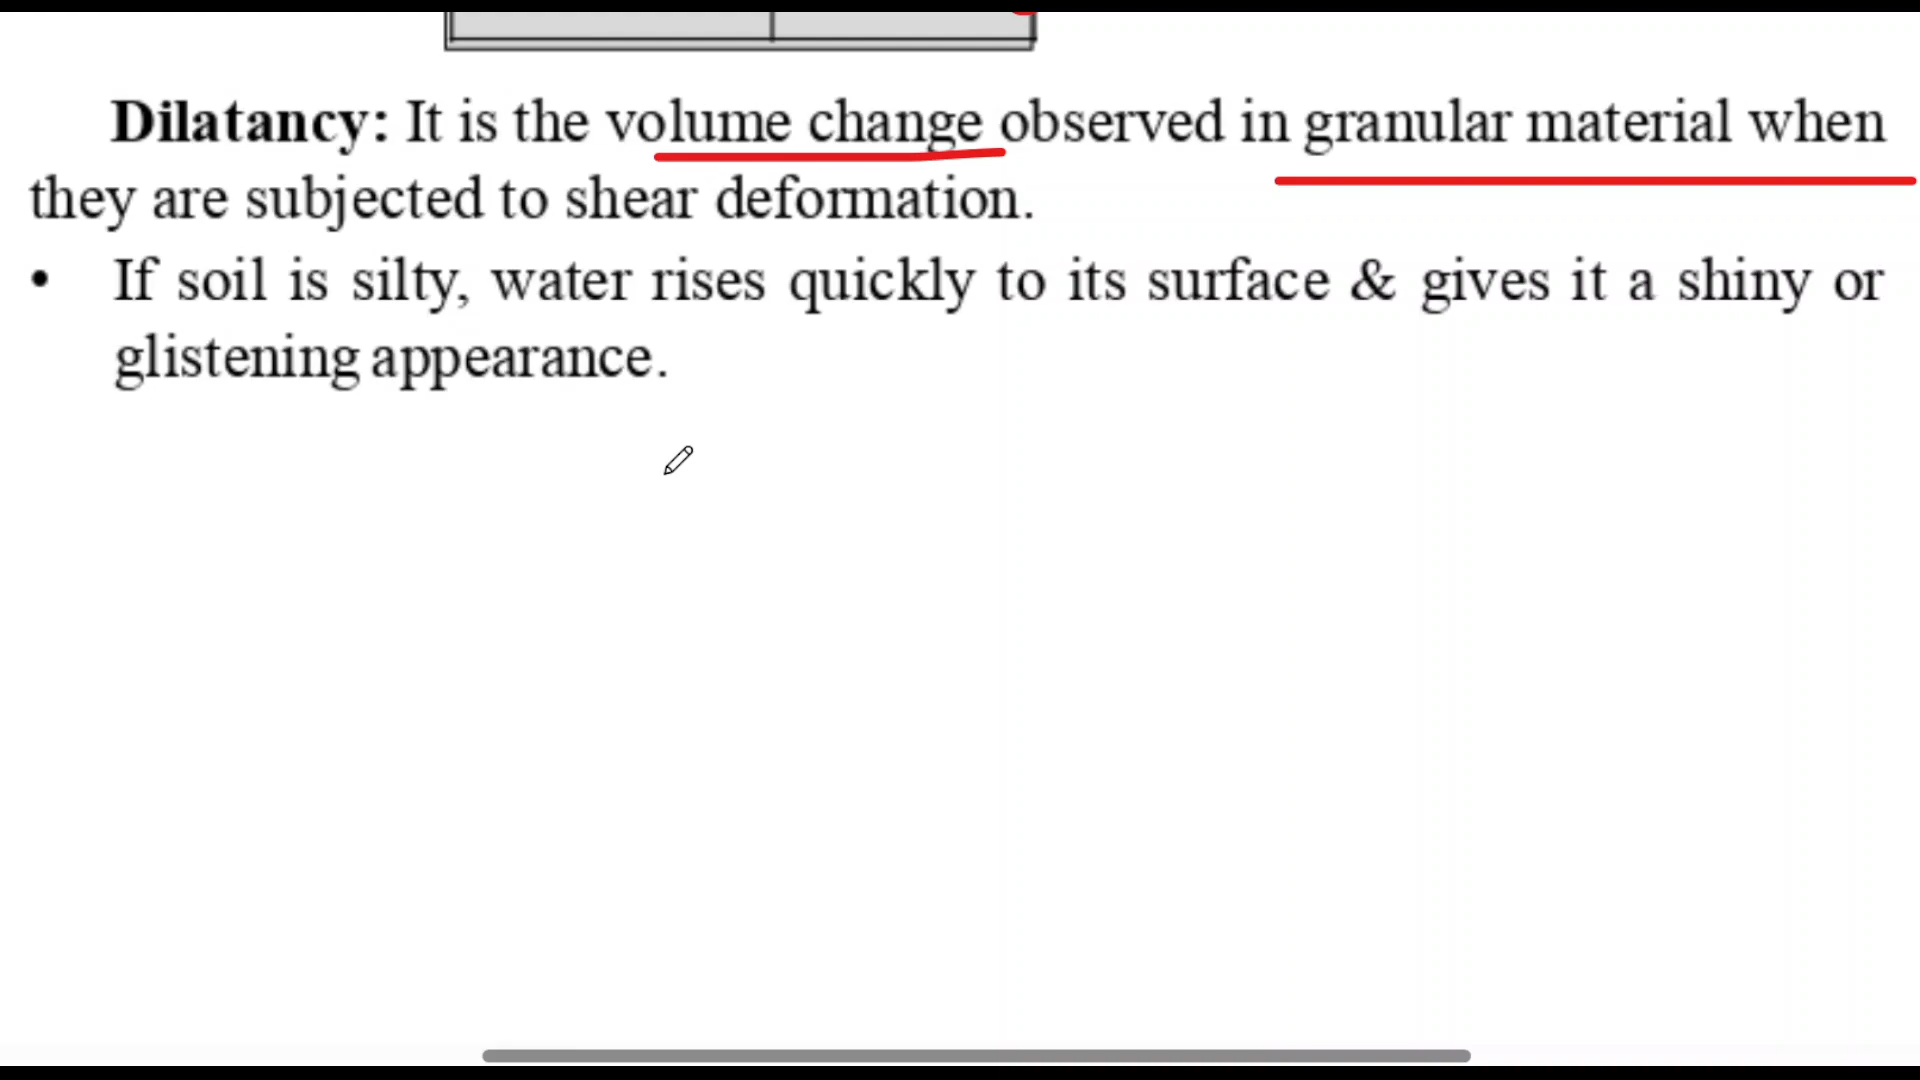 Dilatancy: It is the volume change observed in granular material when
they are subjected to shear deformation.
• If soil is silty, water rises quickly to its surface & gives it a shiny or
glistening appearance.